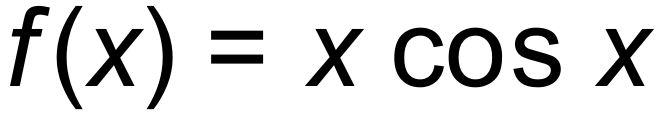 f(x) = x cos x